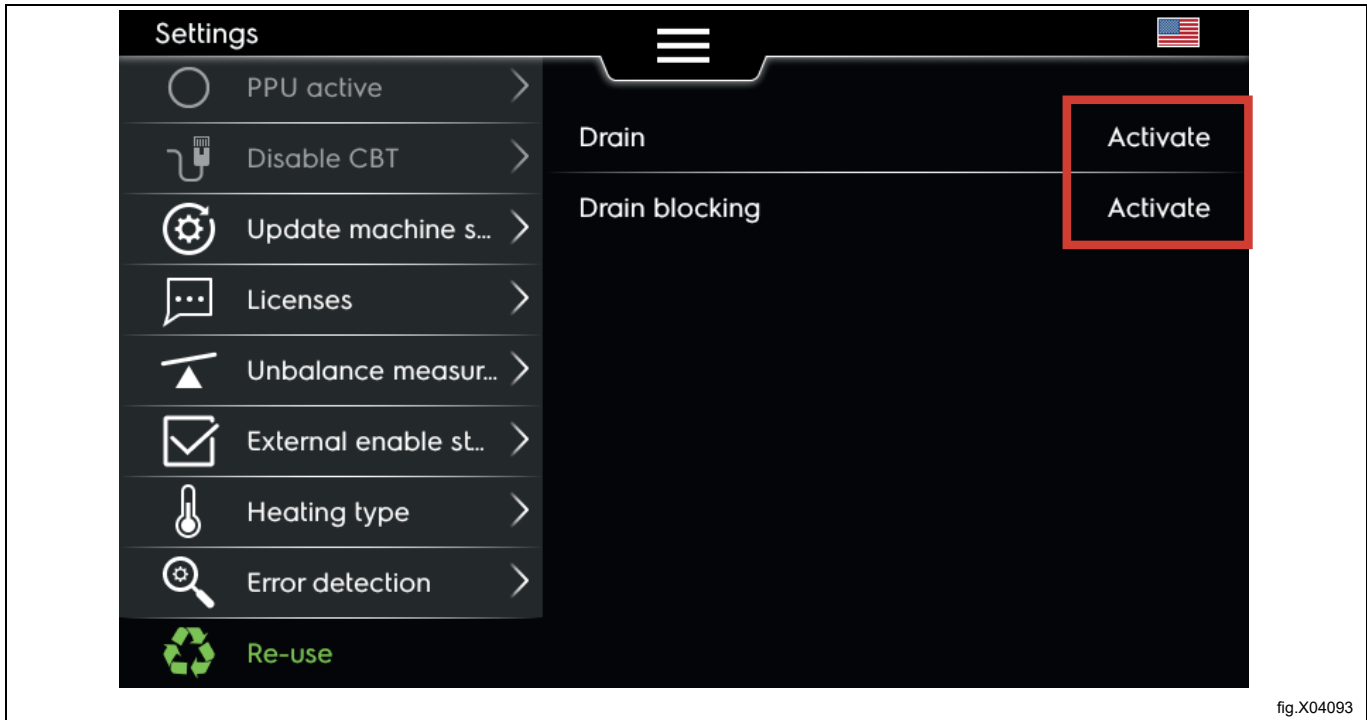 Settings
PPU active
Disable CBT
Update machine s...
Licenses
Unbalance measur...
External enable st...
Heating type
Error detection
Re-use
Drain Activate
Drain blocking Activate
fig.X04093